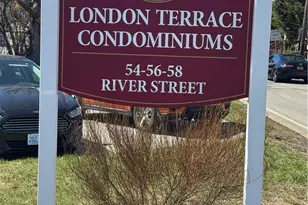 LONDON TERRACE
CONDOMINIUMS
54-56-58
RIVER STREET